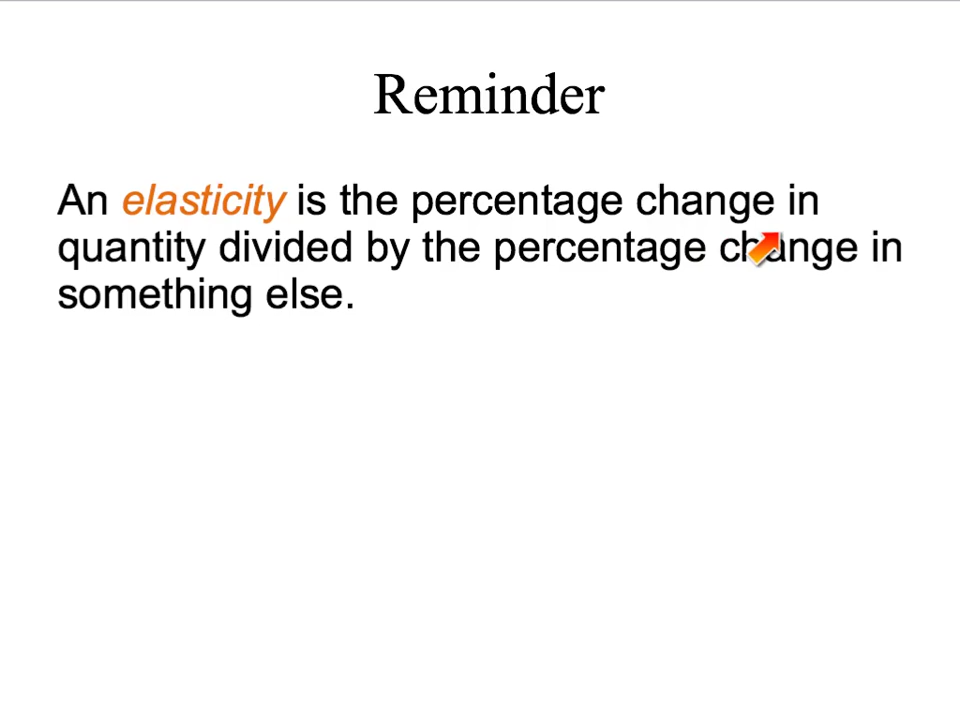 Reminder
An elasticity is the percentage change in
quantity divided by the percentage change in
something else.